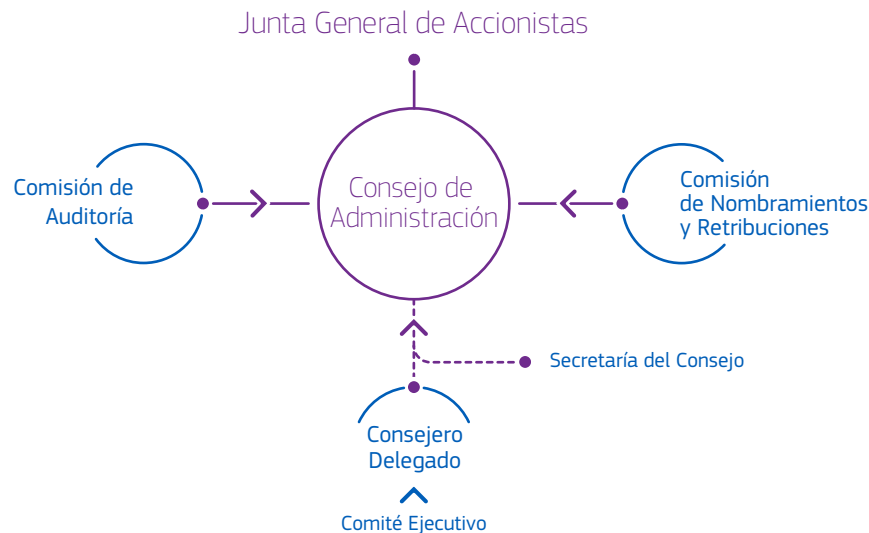 Junta General de Accionistas
Comisión de
Auditoría
Consejo de
Administración
Comisión
de Nombramientos
y Retribuciones
Secretaría del Consejo
Consejero
Delegado
Comité Ejecutivo